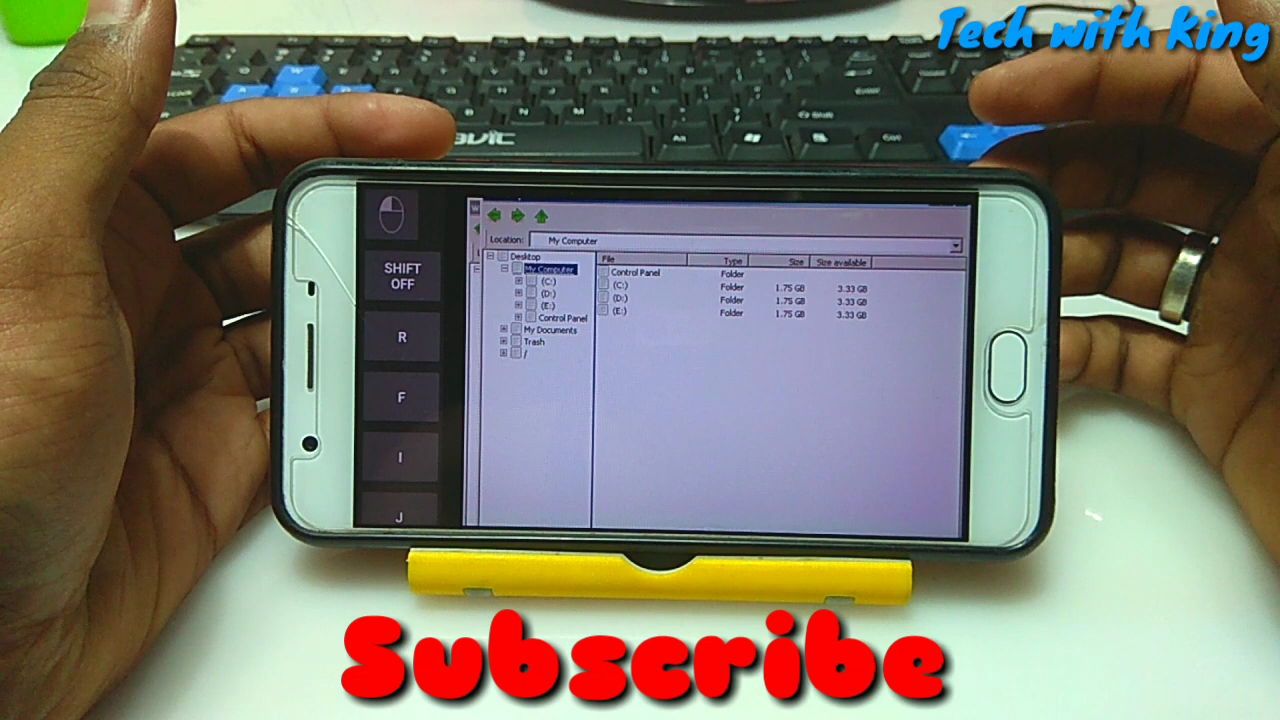 Tech with King
W
SHIFT
OFF
R
F
I
J
Location: My Computer
Desktop
My Computer
(C:)
(D:)
(E:)
Control Panel
My Documents
Trash
/
File Type Size Size available
Control Panel Folder
(C:) Folder 1.75 GB 3.33 GB
(D:) Folder 1.75 GB 3.33 GB
(E:) Folder 1.75 GB 3.33 GB
Subscribe